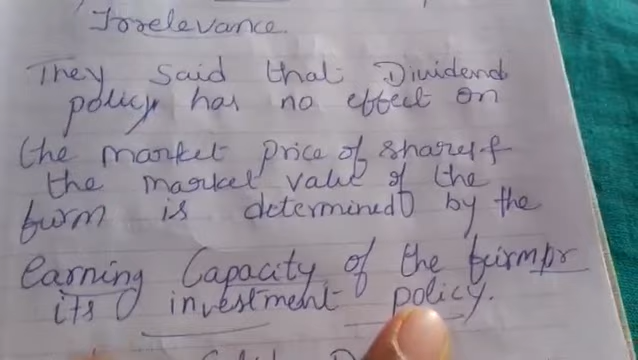 Irrelevance.
They said that Dividend
policy has no effect on
the market price of shares &
the market value of the
firm is determined by the
earning Capacity of the firm or
its investment policy.